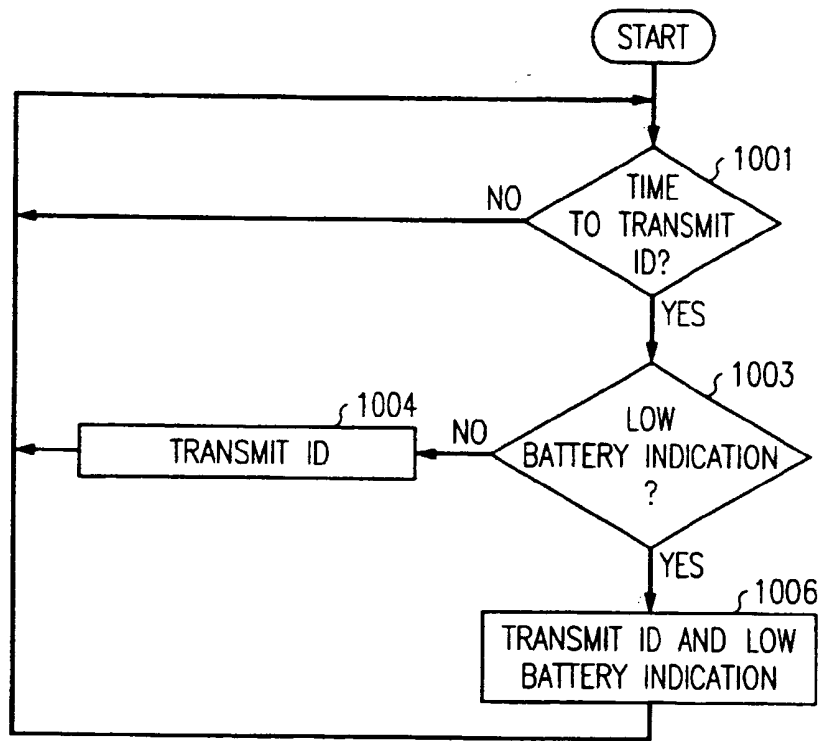 START
1001
TIME
TO TRANSMIT
ID?
NO
YES
1003
LOW
BATTERY INDICATION
?
NO
1004
TRANSMIT ID
YES
1006
TRANSMIT ID AND LOW
BATTERY INDICATION